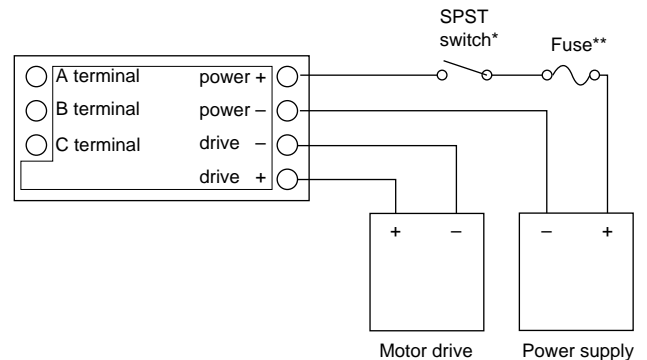 SPST
switch*
Fuse**
A terminal power +
B terminal power –
C terminal drive –
drive +
+ – – +
Motor drive Power supply